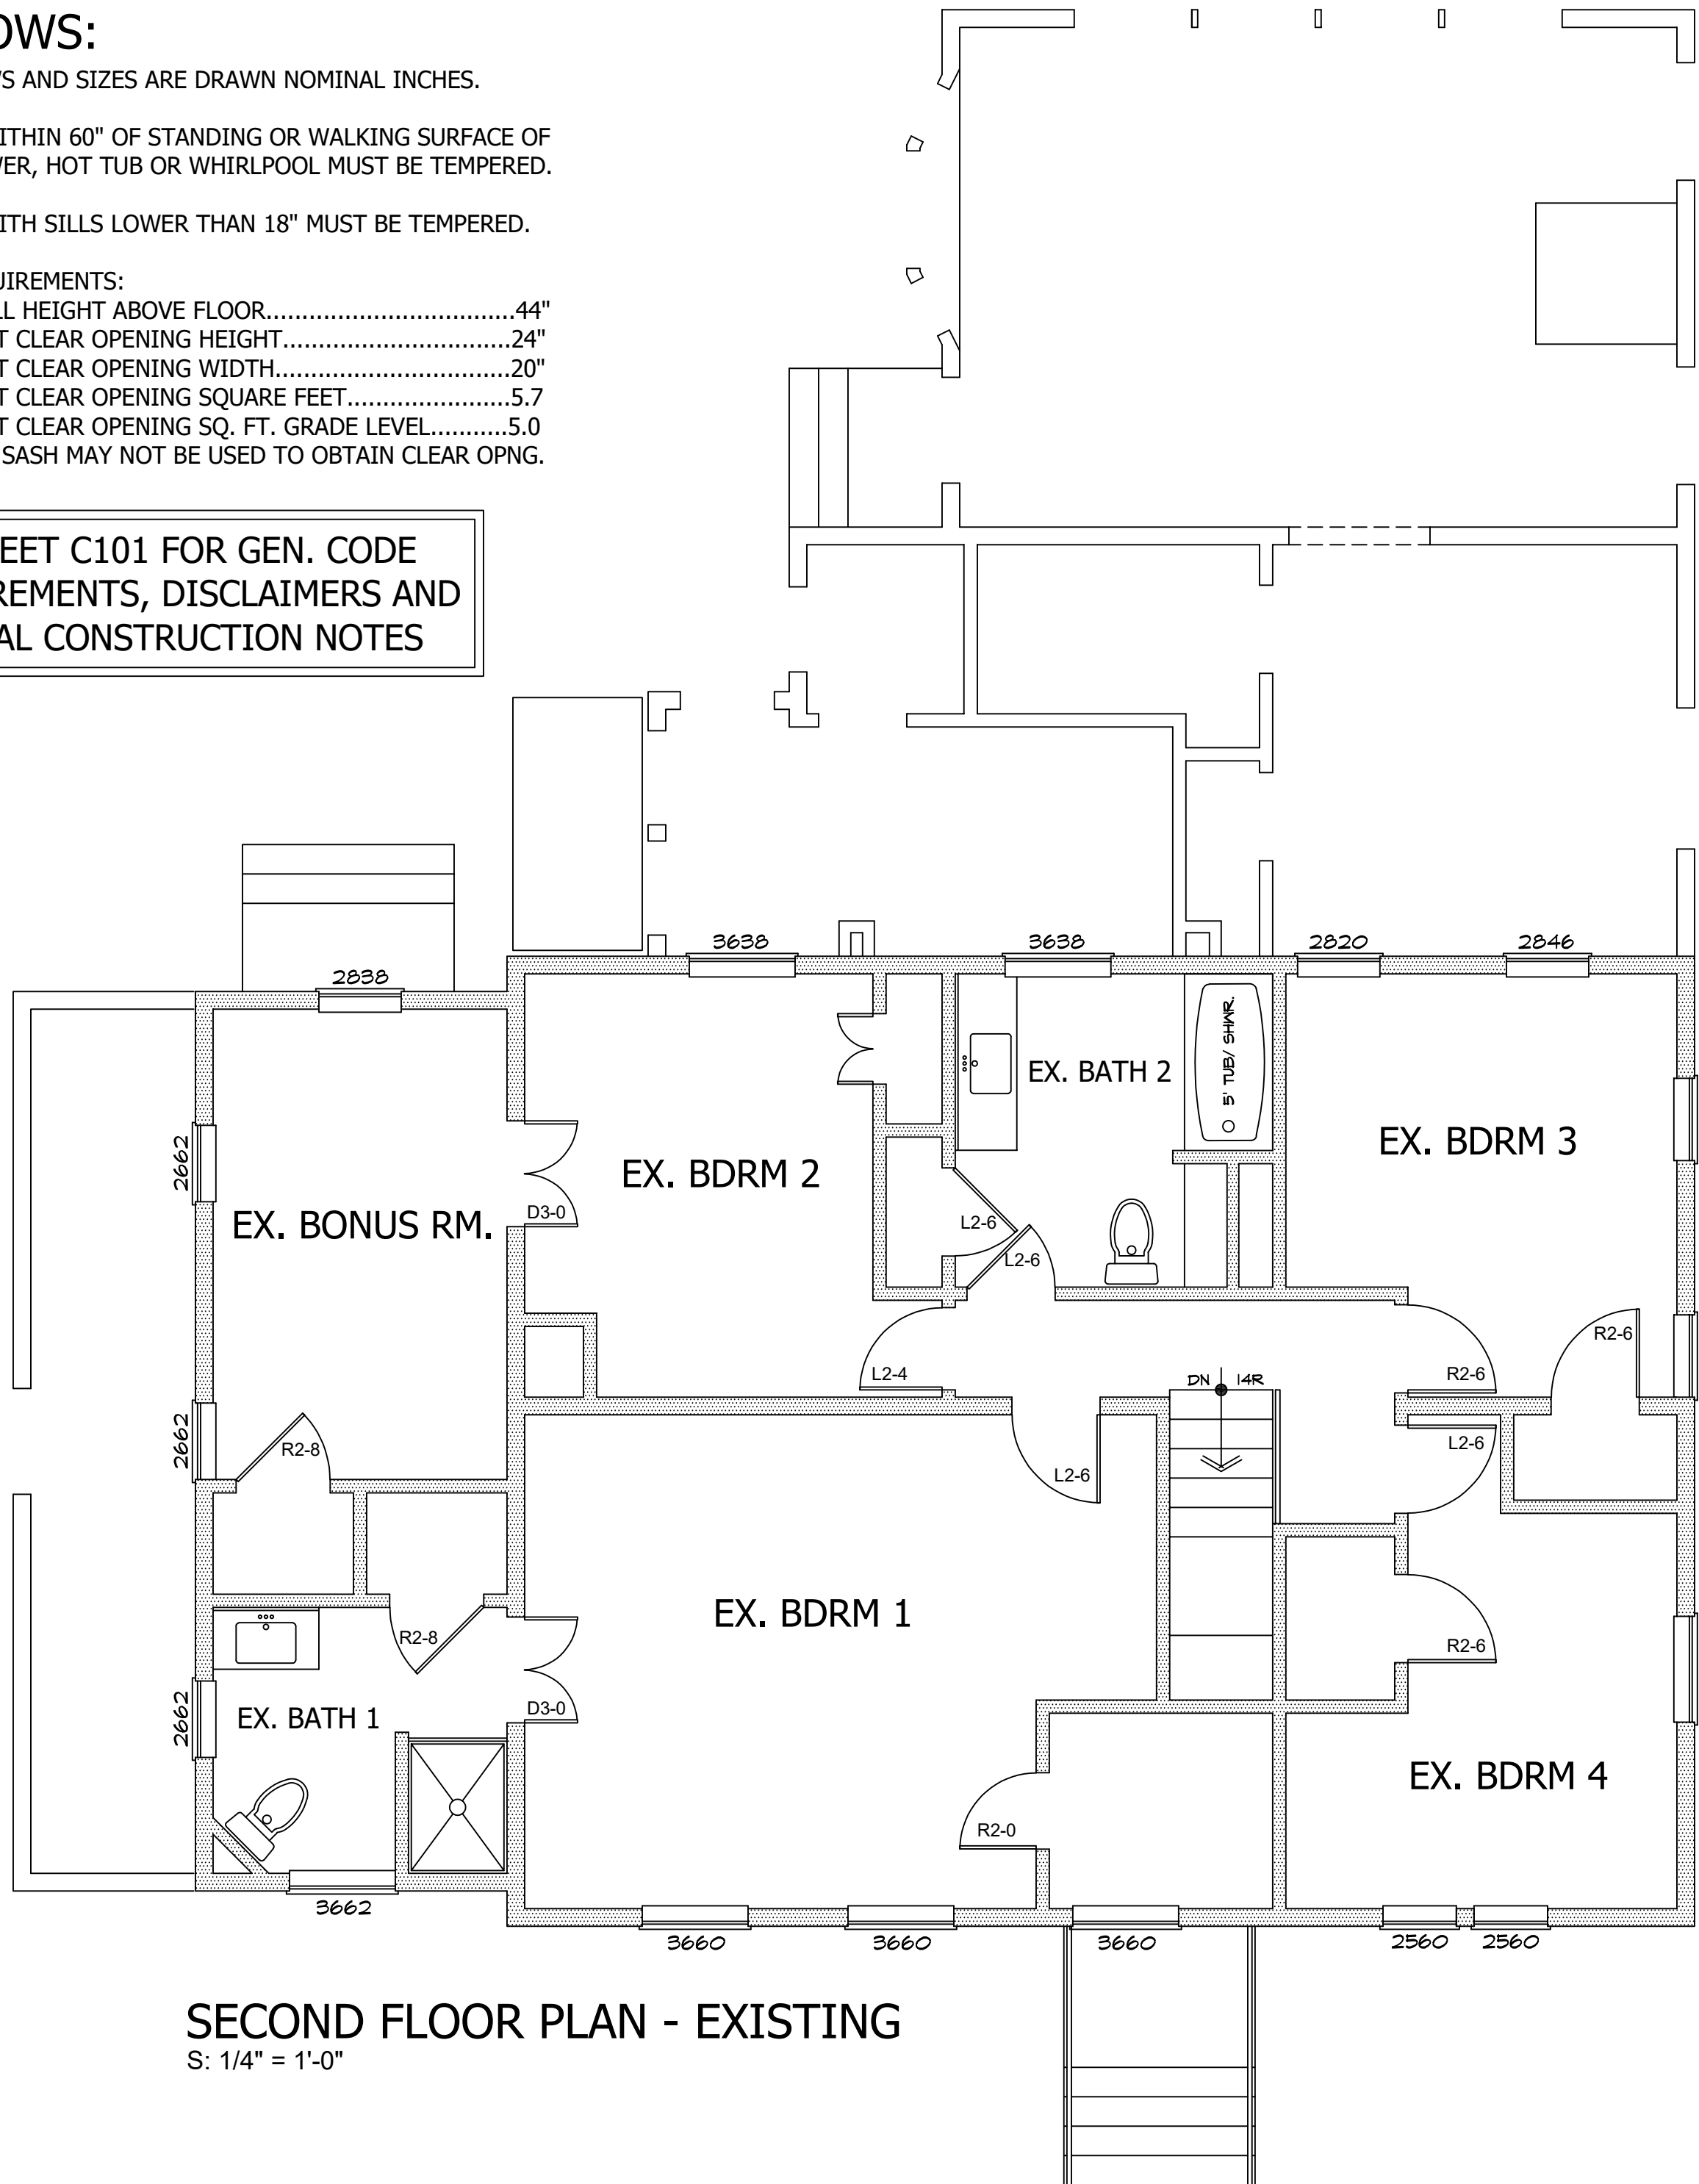 OWS:
WS AND SIZES ARE DRAWN NOMINAL INCHES.
ITHIN 60" OF STANDING OR WALKING SURFACE OF
WER, HOT TUB OR WHIRLPOOL MUST BE TEMPERED.
ITH SILLS LOWER THAN 18" MUST BE TEMPERED.
UIREMENTS:
LL HEIGHT ABOVE FLOOR..................................44"
T CLEAR OPENING HEIGHT...............................24"
T CLEAR OPENING WIDTH................................20"
T CLEAR OPENING SQUARE FEET.......................5.7
T CLEAR OPENING SQ. FT. GRADE LEVEL...........5.0
SASH MAY NOT BE USED TO OBTAIN CLEAR OPNG.
EET C101 FOR GEN. CODE
REMENTS, DISCLAIMERS AND
AL CONSTRUCTION NOTES
3638
3638
2820
2846
2838
5' TUB/ SHWR.
EX. BATH 2
EX. BDRM 3
2662
EX. BDRM 2
EX. BONUS RM.
D3-0
L2-6
L2-6
R2-6
L2-4
DN 14R
R2-6
2662
R2-8
L2-6
L2-6
EX. BDRM 1
R2-8
R2-6
2662
EX. BATH 1
D3-0
EX. BDRM 4
R2-0
3662
3660
3660
3660
2560
2560
SECOND FLOOR PLAN - EXISTING
S: 1/4" = 1'-0"